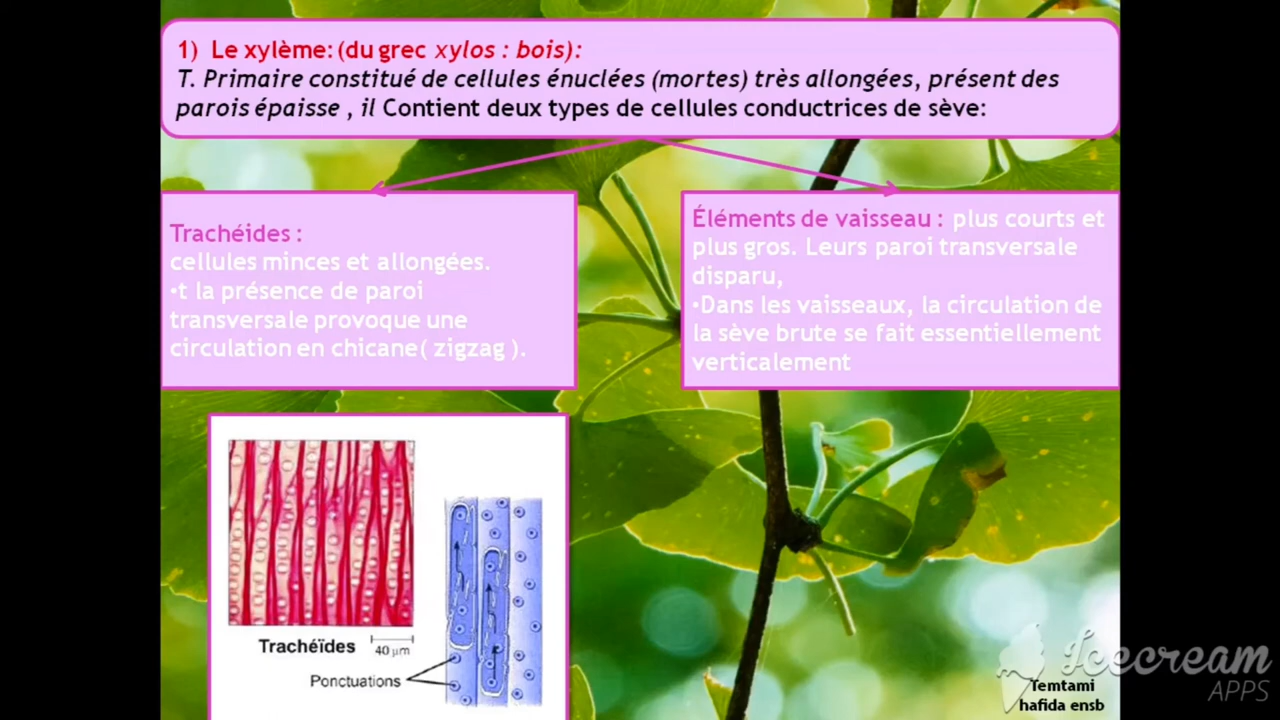 1) Le xylème: (du grec xylos : bois):
T. Primaire constitué de cellules énuclées (mortes) très allongées, présent des
parois épaisse , il Contient deux types de cellules conductrices de sève:
Trachéides :
cellules minces et allongées.
•t la présence de paroi
transversale provoque une
circulation en chicane( zigzag ).
Éléments de vaisseau : plus courts et
plus gros. Leurs paroi transversale
disparu,
•Dans les vaisseaux, la circulation de
la sève brute se fait essentiellement
verticalement
Trachéïdes
40 µm
Ponctuations
Icecream
APPS
Temtami
hafida ensb